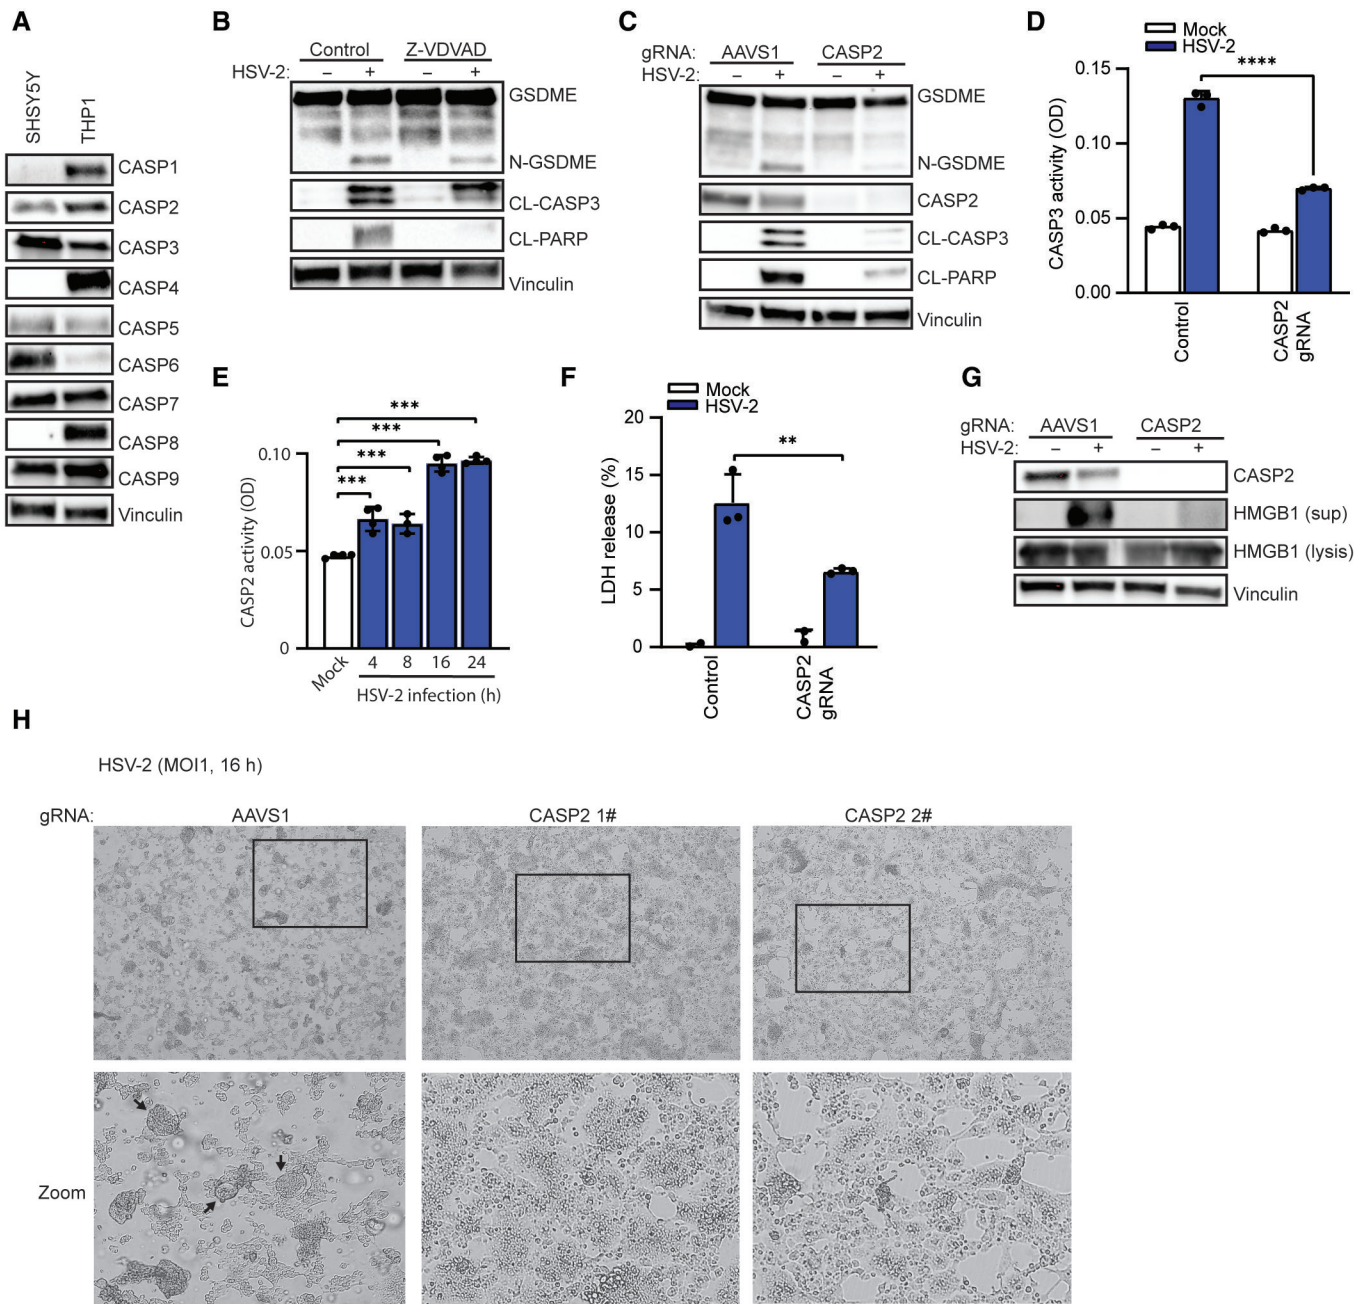 A
SHSY5Y
THP1
CASP1
CASP2
CASP3
CASP4
CASP5
CASP6
CASP7
CASP8
CASP9
Vinculin
B
Control Z-VDVAD
HSV-2: – + – +
GSDME
N-GSDME
CL-CASP3
CL-PARP
Vinculin
C
gRNA: AAVS1 CASP2
HSV-2: – + – +
GSDME
N-GSDME
CASP2
CL-CASP3
CL-PARP
Vinculin
D
Mock
HSV-2
****
CASP3 activity (OD)
0.15
0.10
0.05
0.00
Control
CASP2
gRNA
E
***
***
***
***
CASP2 activity (OD)
0.10
0.05
0
Mock 4 8 16 24
HSV-2 infection (h)
F
Mock
HSV-2
**
LDH release (%)
20
15
10
5
0
Control
CASP2
gRNA
G
gRNA: AAVS1 CASP2
HSV-2: – + – +
CASP2
HMGB1 (sup)
HMGB1 (lysis)
Vinculin
H
HSV-2 (MOI1, 16 h)
gRNA: AAVS1 CASP2 1# CASP2 2#
Zoom